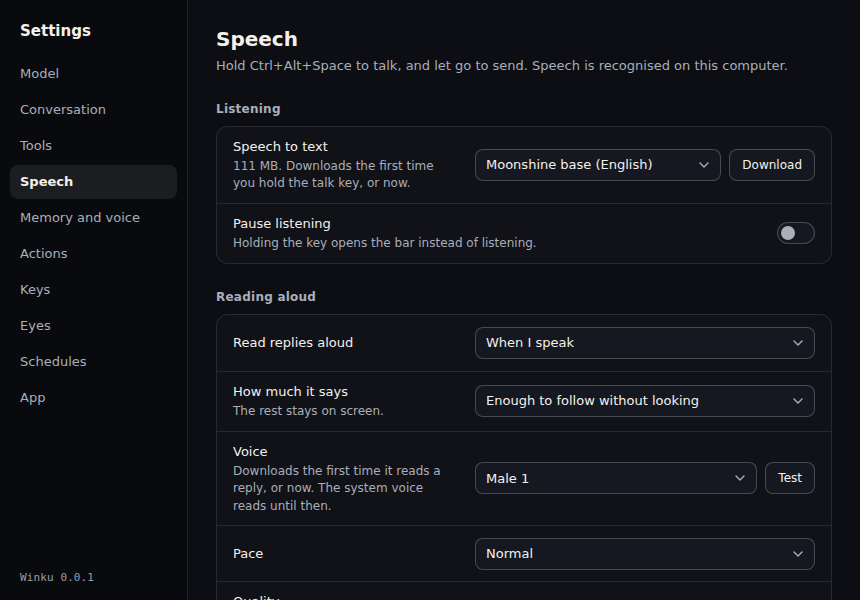 Settings
Model
Conversation
Tools
Speech
Memory and voice
Actions
Keys
Eyes
Schedules
App
Winku 0.0.1
Speech
Hold Ctrl+Alt+Space to talk, and let go to send. Speech is recognised on this computer.
Listening
Speech to text
111 MB. Downloads the first time
you hold the talk key, or now.
Moonshine base (English)
Download
Pause listening
Holding the key opens the bar instead of listening.
Reading aloud
Read replies aloud
When I speak
How much it says
The rest stays on screen.
Enough to follow without looking
Voice
Downloads the first time it reads a
reply, or now. The system voice
reads until then.
Male 1
Test
Pace
Normal
Quality